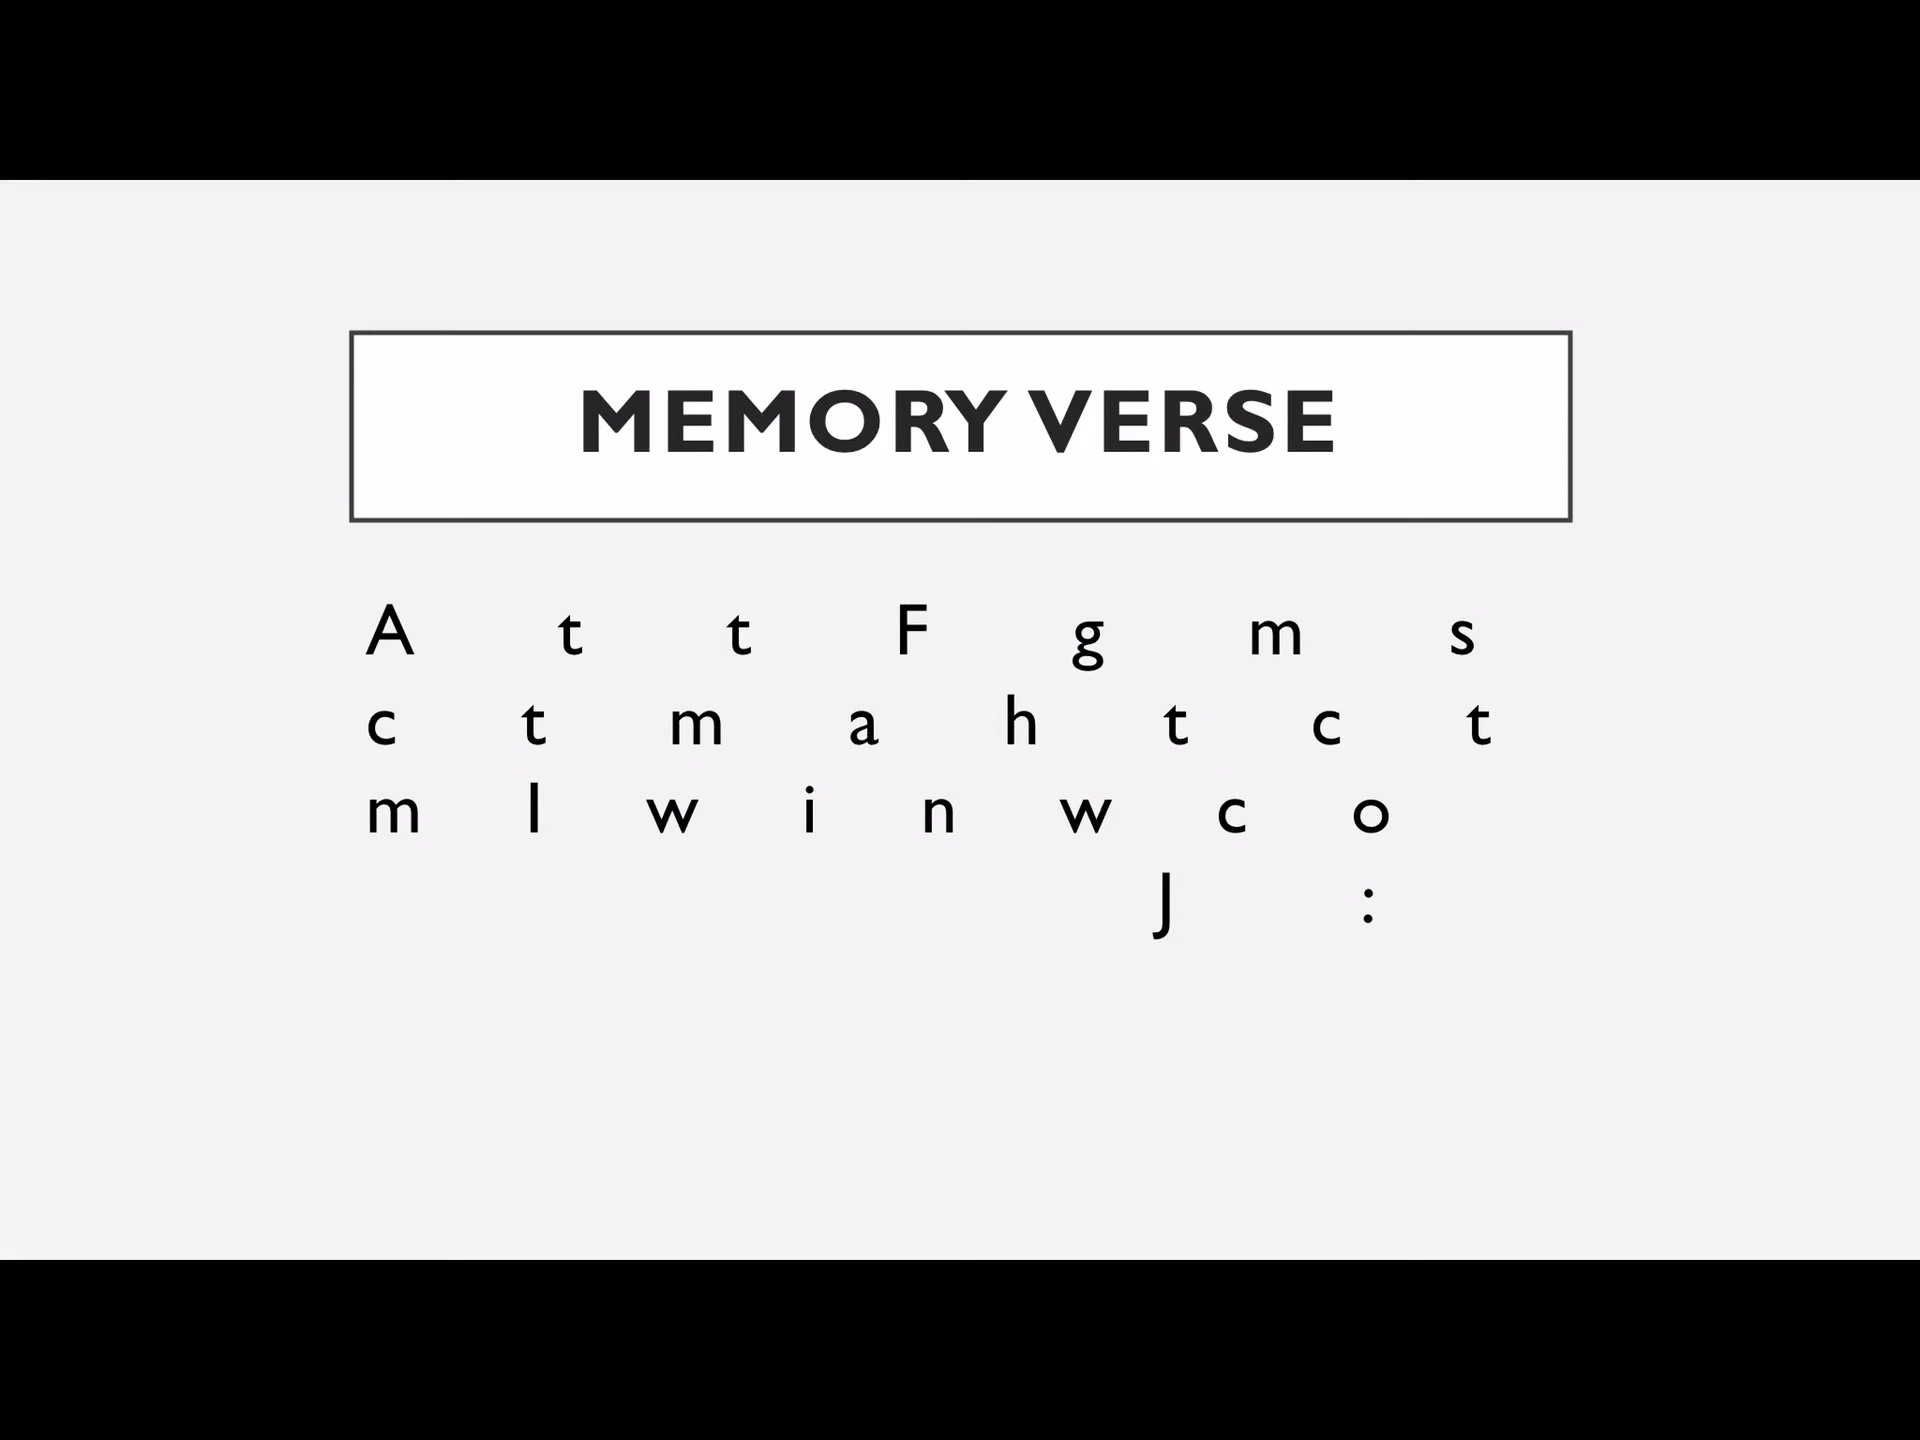 MEMORY VERSE
A t t F g m s
c t m a h t c t
m I w i n w c o
J :